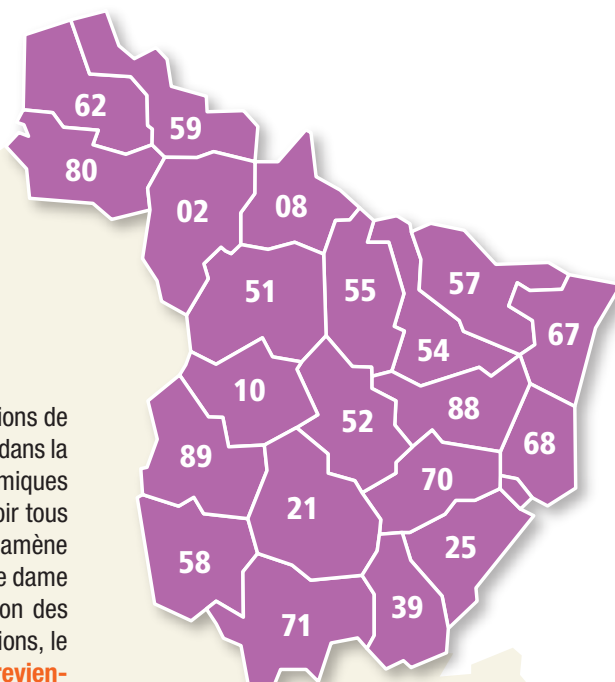 62
59
80
02
08
51
55
57
54
67
10
52
88
68
89
21
70
25
58
71
39
ions de
dans la
miques
oir tous
amène
e dame
on des
ions, le
revien-